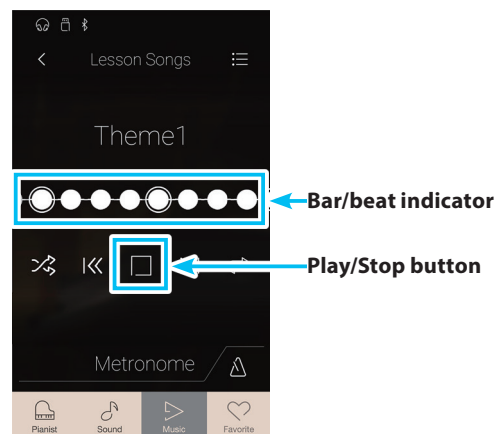 Lesson Songs
Theme1
Bar/beat indicator
Play/Stop button
Metronome
Pianist Sound Music Favorite